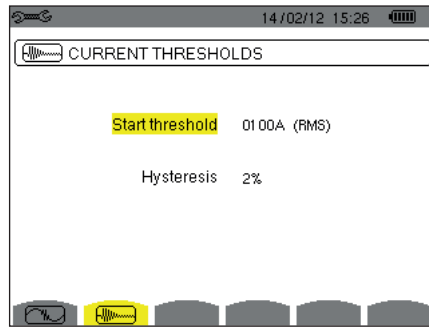 14/02/12 15:26
CURRENT THRESHOLDS
Start threshold 0100A (RMS)
Hysteresis 2%